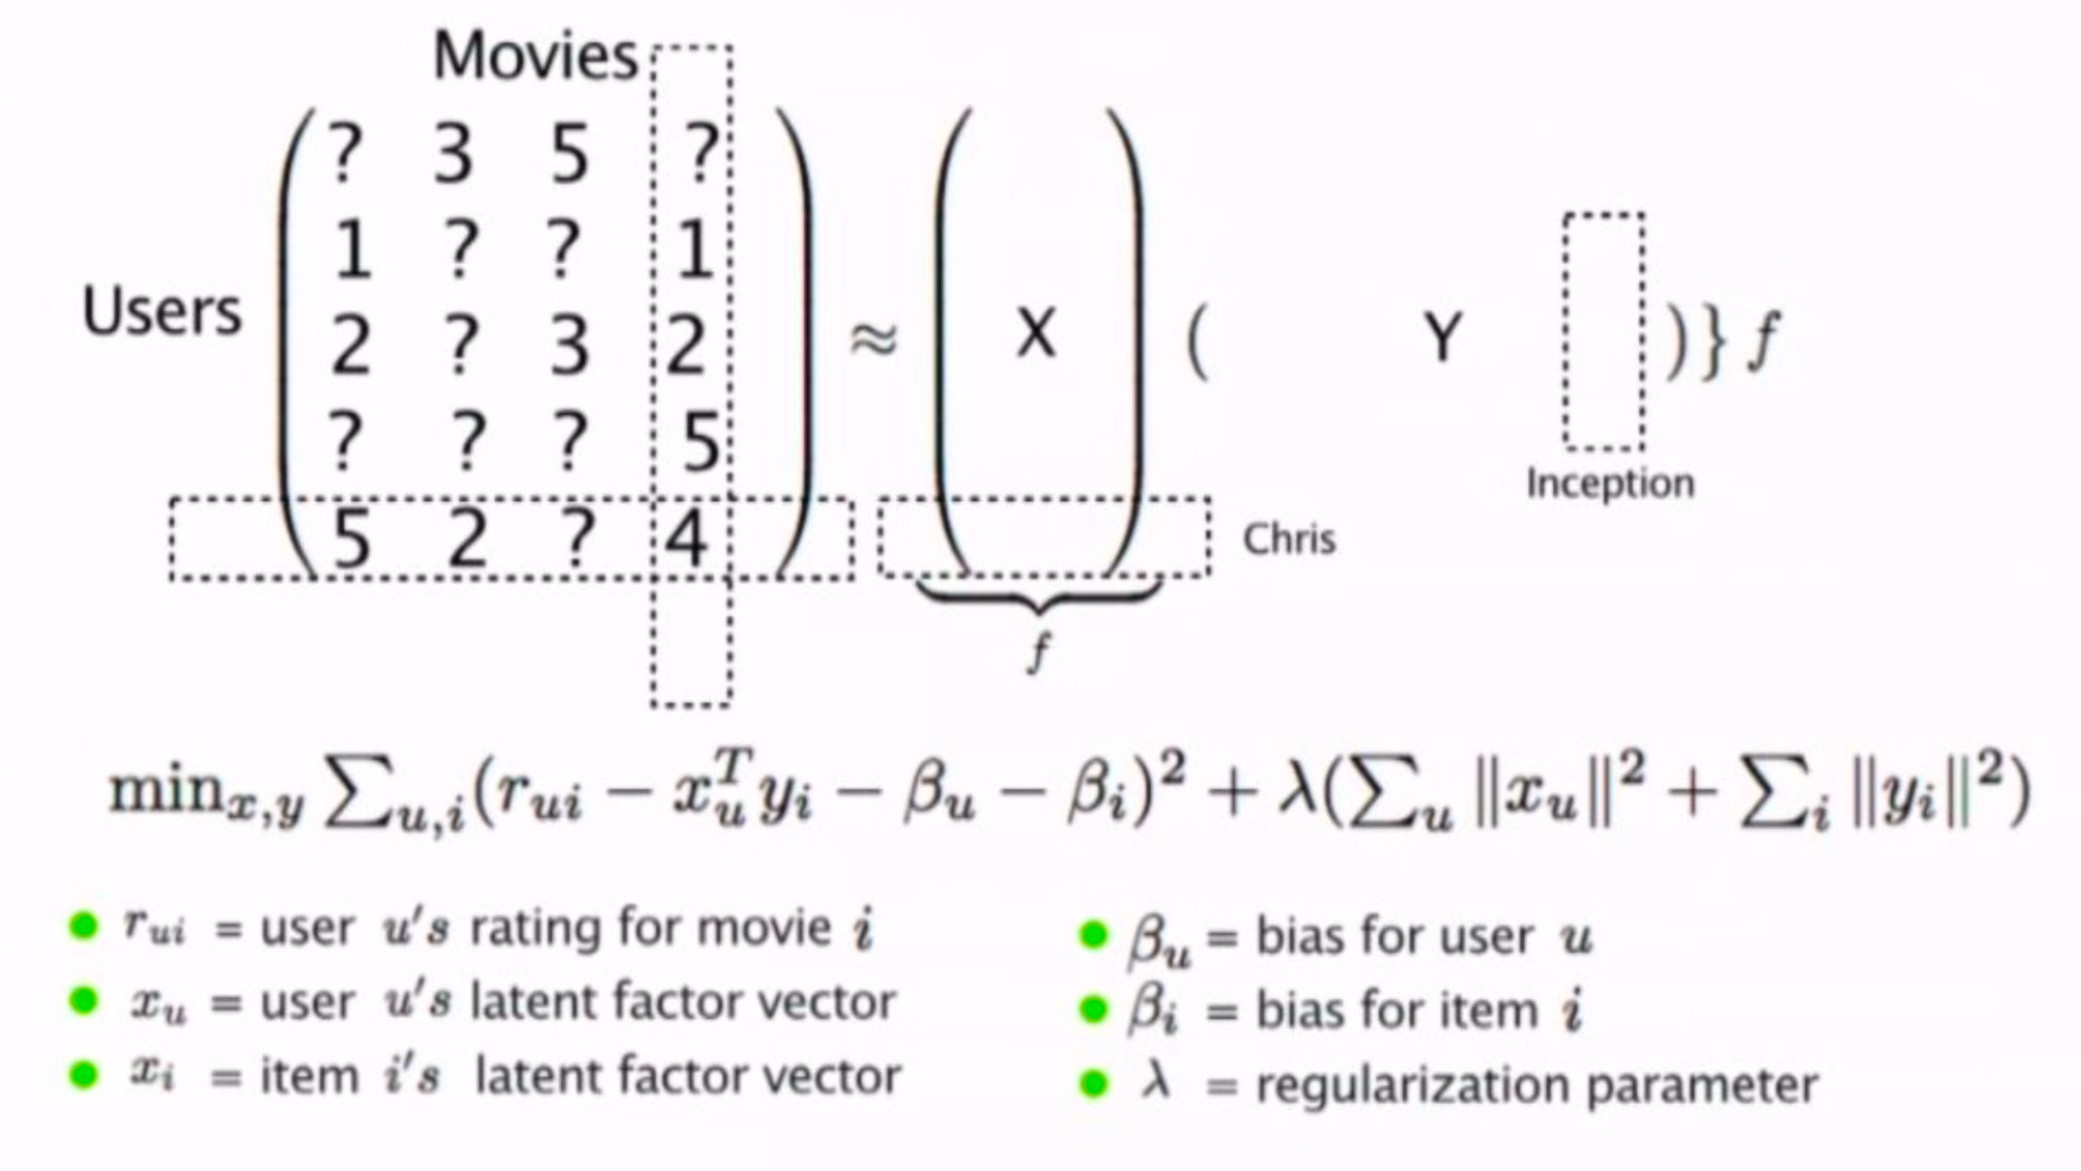 Movies
? 3 5 ?
1 ? ? 1
Users
2 ? 3 2 ≈ X ( Y )} f
? ? ? 5
Inception
5 2 ? 4 Chris
f
min_{x,y} ∑_{u,i}(r_{ui} − x_u^T y_i − β_u − β_i)² + λ(∑_u ‖x_u‖² + ∑_i ‖y_i‖²)
r_{ui} = user u's rating for movie i
x_u = user u's latent factor vector
x_i = item i's latent factor vector
β_u = bias for user u
β_i = bias for item i
λ = regularization parameter